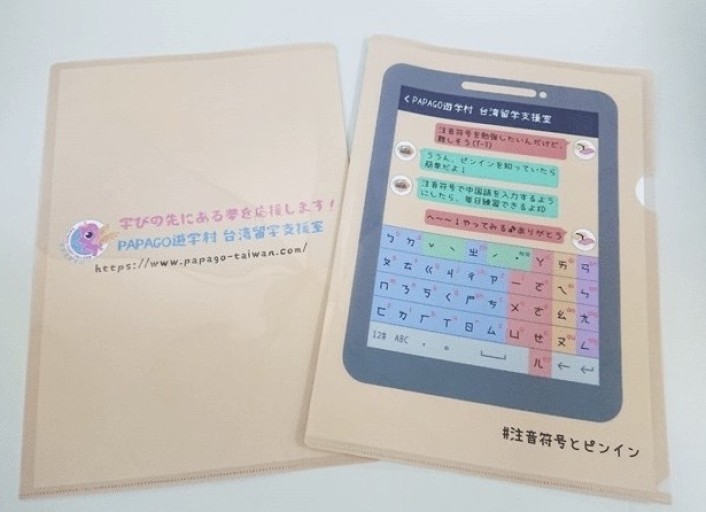 学びの先にある夢を応援します!
PAPAGO遊学村 台湾留学支援室
https://www.papago-taiwan.com/
<PAPAGO遊学村 台湾留学支援室
注音符号を勉強したいんだけど、
難しそう(T-T)
ううん、ピンインを知っていたら
簡単だよ!
注音符号で中国語を入力するよう
にしたら、毎日練習できるよ
へ〜〜!やってみる♪ありがとう
ㄅ ㄉ ˇ ˋ ㄓ ˊ ˙ ㄚ ㄞ ㄢ
ㄆ ㄊ ㄍ ㄐ ㄔ ㄗ ㄧ ㄛ ㄟ ㄣ
ㄇ ㄋ ㄎ ㄑ ㄕ ㄘ ㄨ ㄜ ㄠ ㄤ
ㄈ ㄌ ㄏ ㄒ ㄖ ㄙ ㄩ ㄝ ㄡ ㄥ
123 ABC , 。 ㄦ ← ↵
#注音符号とピンイン